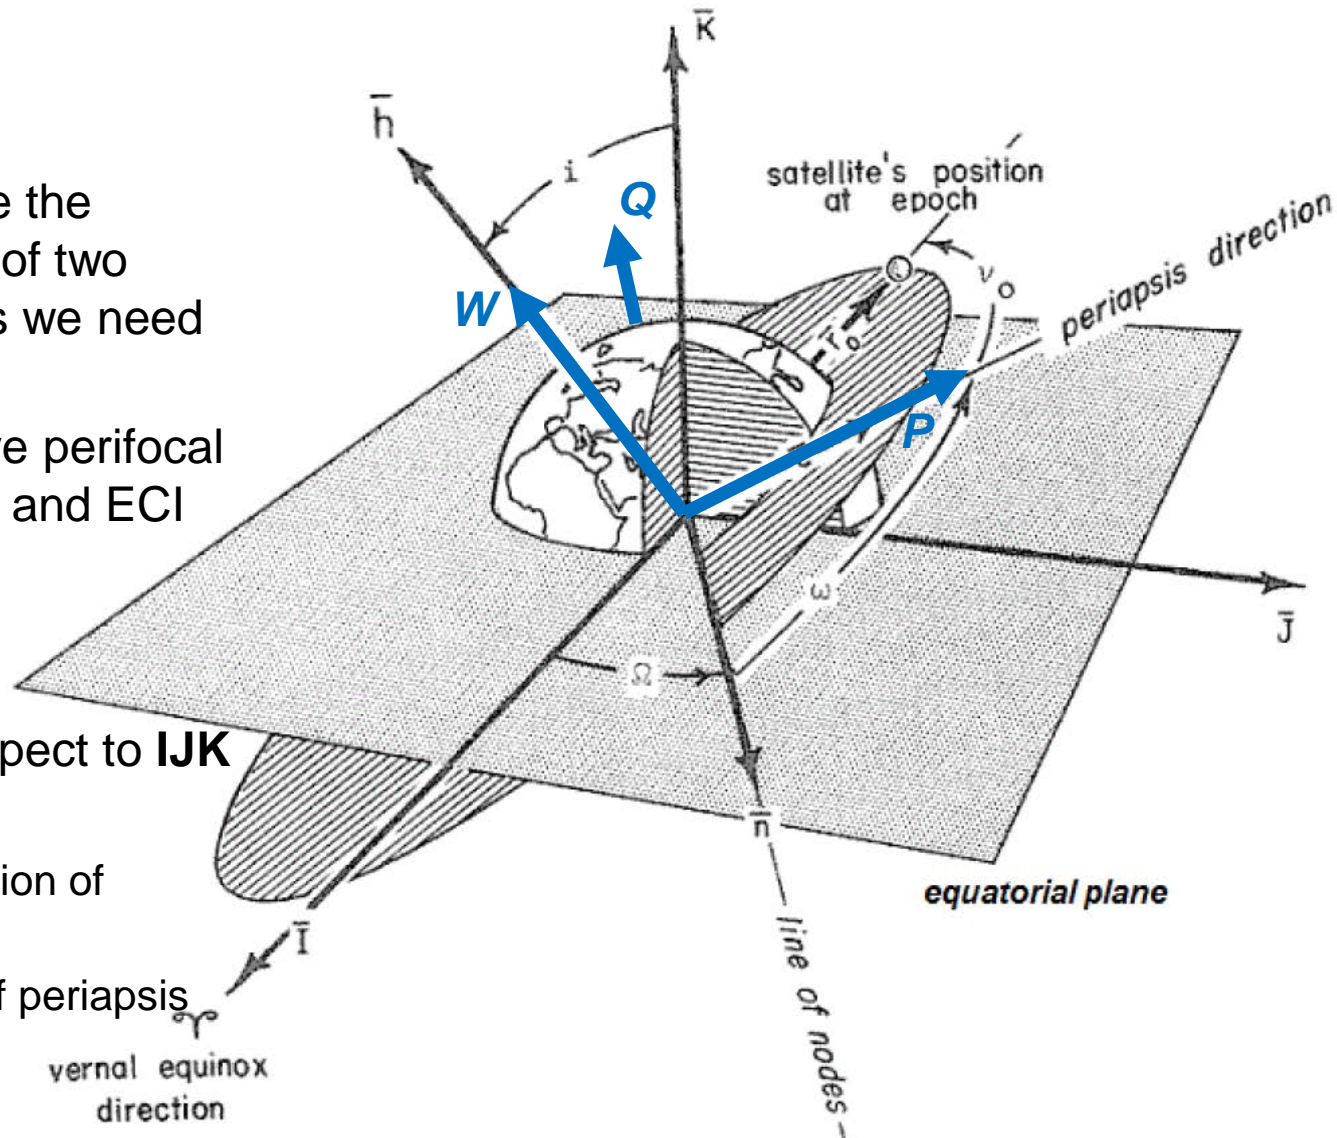 e the
of two
s we need
ve perifocal
and ECI
pect to IJK
ion of
f periapsis
K̅
h̅
i
Q
W
satellite's position
at epoch
ν₀
periapsis direction
r̅₀
P
ω
J̅
Ω
n̅
line of nodes
equatorial plane
I̅
♈
vernal equinox
direction